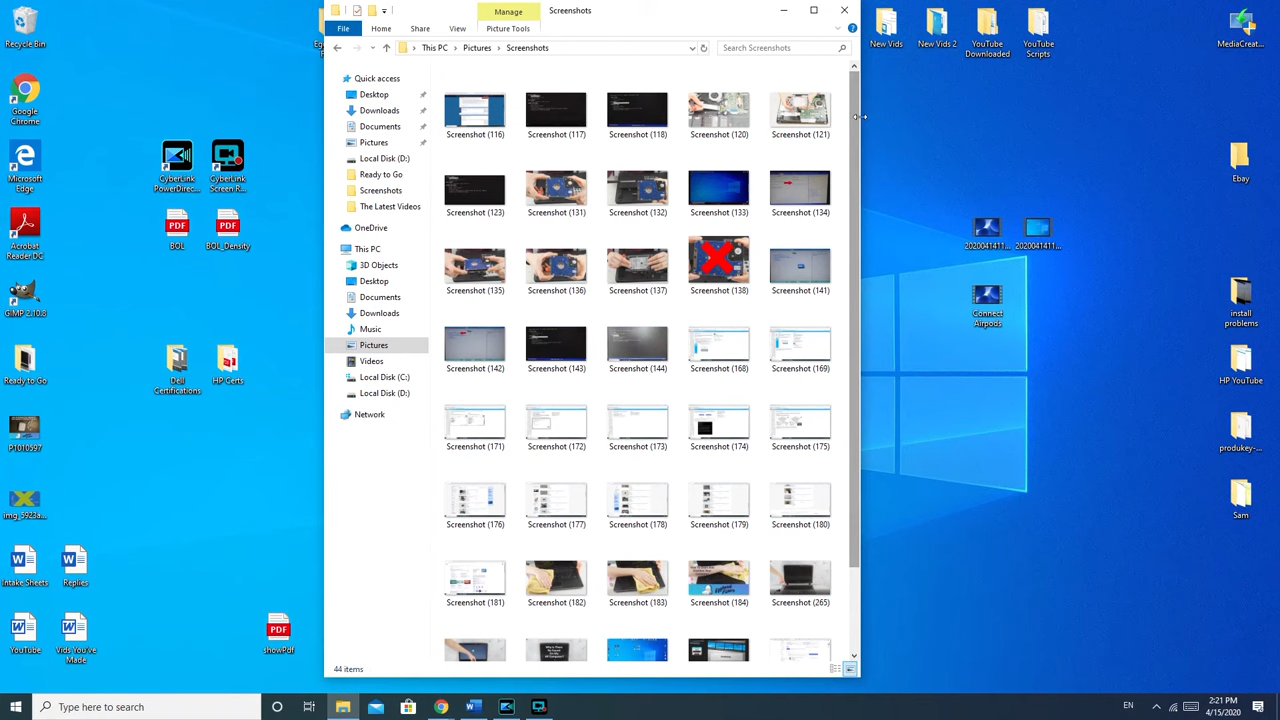 Recycle Bin
Google Chrome
Microsoft Edge
Acrobat Reader DC
GIMP 2.10.8
Ready to Go
11010597
img_5923a...
Intake Sheets
Replies
YouTube
Vids You've Made
CyberLink PowerDirec...
CyberLink Screen R...
BOL
BOL_Density
Dell Certifications
HP Certs
showPdf
Manage
Screenshots
File
Home
Share
View
Picture Tools
This PC
Pictures
Screenshots
Search Screenshots
Quick access
Desktop
Downloads
Documents
Pictures
Local Disk (D:)
Ready to Go
Screenshots
The Latest Videos
OneDrive
This PC
3D Objects
Desktop
Documents
Downloads
Music
Pictures
Videos
Local Disk (C:)
Local Disk (D:)
Network
Screenshot (116)
Screenshot (117)
Screenshot (118)
Screenshot (120)
Screenshot (121)
Screenshot (123)
Screenshot (131)
Screenshot (132)
Screenshot (133)
Screenshot (134)
Screenshot (135)
Screenshot (136)
Screenshot (137)
Screenshot (138)
Screenshot (141)
Screenshot (142)
Screenshot (143)
Screenshot (144)
Screenshot (168)
Screenshot (169)
Screenshot (171)
Screenshot (172)
Screenshot (173)
Screenshot (174)
Screenshot (175)
Screenshot (176)
Screenshot (177)
Screenshot (178)
Screenshot (179)
Screenshot (180)
Screenshot (181)
Screenshot (182)
Screenshot (183)
Screenshot (184)
Screenshot (265)
44 items
New Vids
New Vids 2
YouTube Downloaded
YouTube Scripts
MediaCreat...
Ebay
2020041411...
2020041411...
Connect Airpods
install problems
HP YouTube
produkey-...
Sam
Type here to search
EN
2:21 PM
4/15/2020